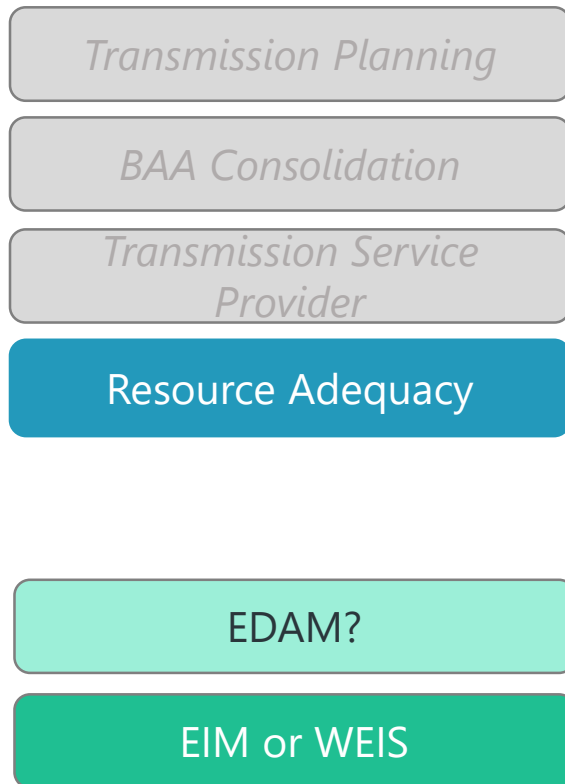 Transmission Planning
BAA Consolidation
Transmission Service
Provider
Resource Adequacy
EDAM?
EIM or WEIS